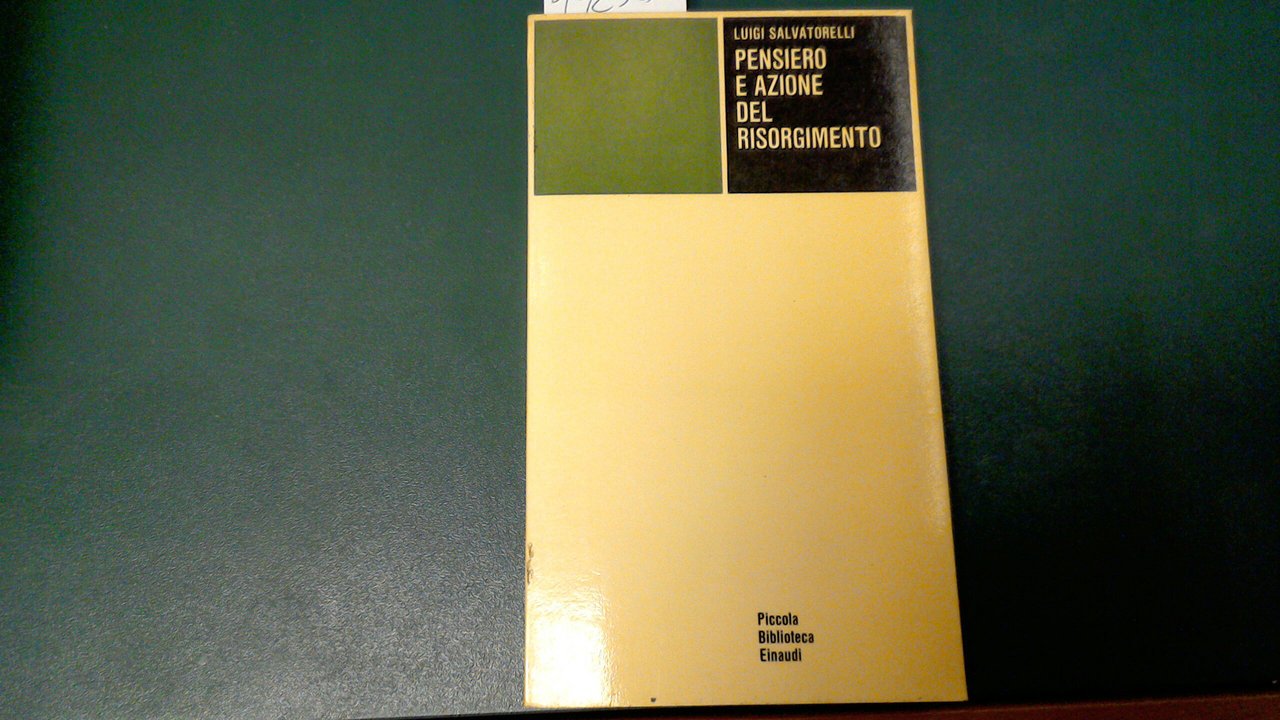 LUIGI SALVATORELLI
PENSIERO
E AZIONE
DEL
RISORGIMENTO
Piccola
Biblioteca
Einaudi